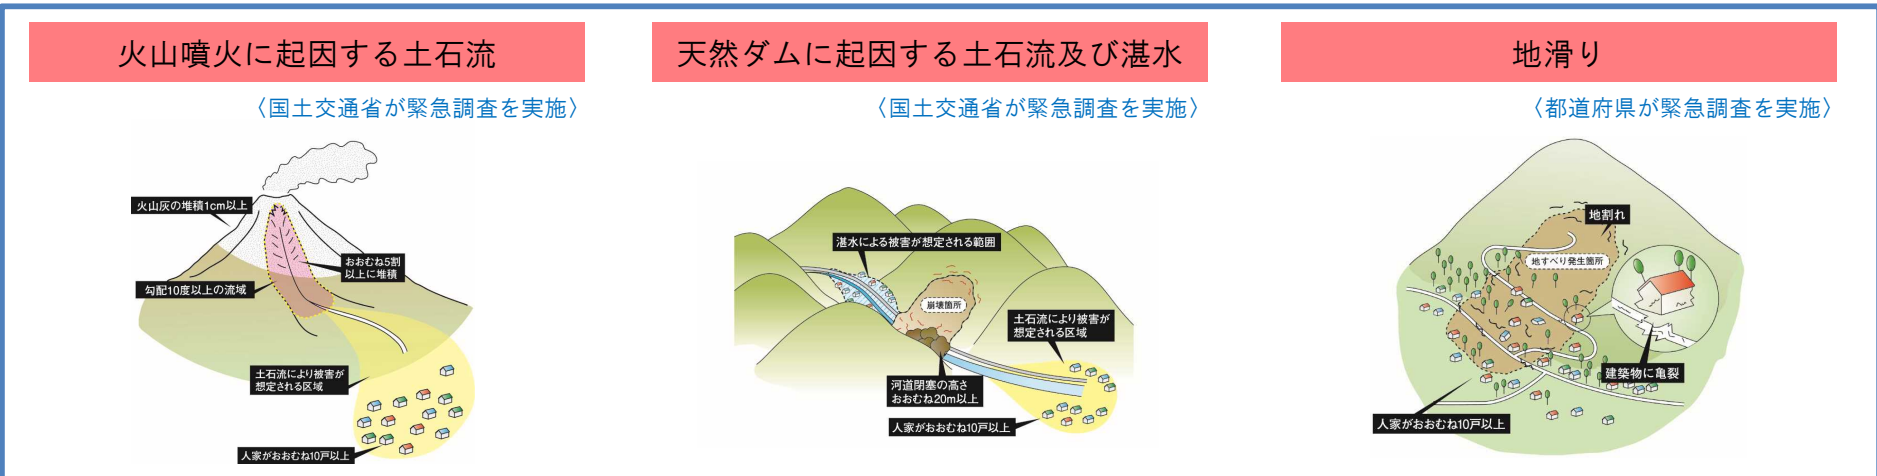 火山噴火に起因する土石流
〈国土交通省が緊急調査を実施〉
火山灰の堆積1cm以上
おおむね5割
以上に堆積
勾配10度以上の流域
土石流により被害が
想定される区域
人家がおおむね10戸以上
天然ダムに起因する土石流及び湛水
〈国土交通省が緊急調査を実施〉
湛水による被害が想定される範囲
崩壊箇所
土石流により被害が
想定される区域
河道閉塞の高さ
おおむね20m以上
人家がおおむね10戸以上
地滑り
〈都道府県が緊急調査を実施〉
地割れ
地すべり発生箇所
建築物に亀裂
人家がおおむね10戸以上